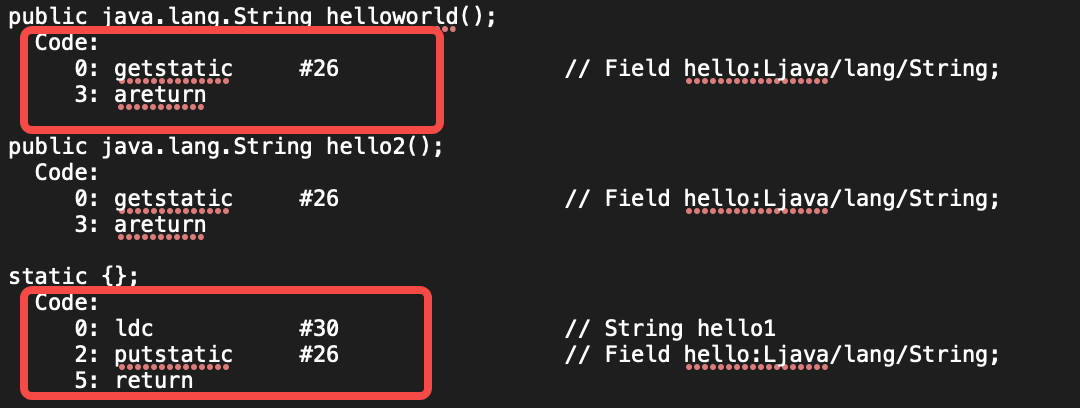 public java.lang.String helloworld();
Code:
0: getstatic #26 // Field hello:Ljava/lang/String;
3: areturn
public java.lang.String hello2();
Code:
0: getstatic #26 // Field hello:Ljava/lang/String;
3: areturn
static {};
Code:
0: ldc #30 // String hello1
2: putstatic #26 // Field hello:Ljava/lang/String;
5: return